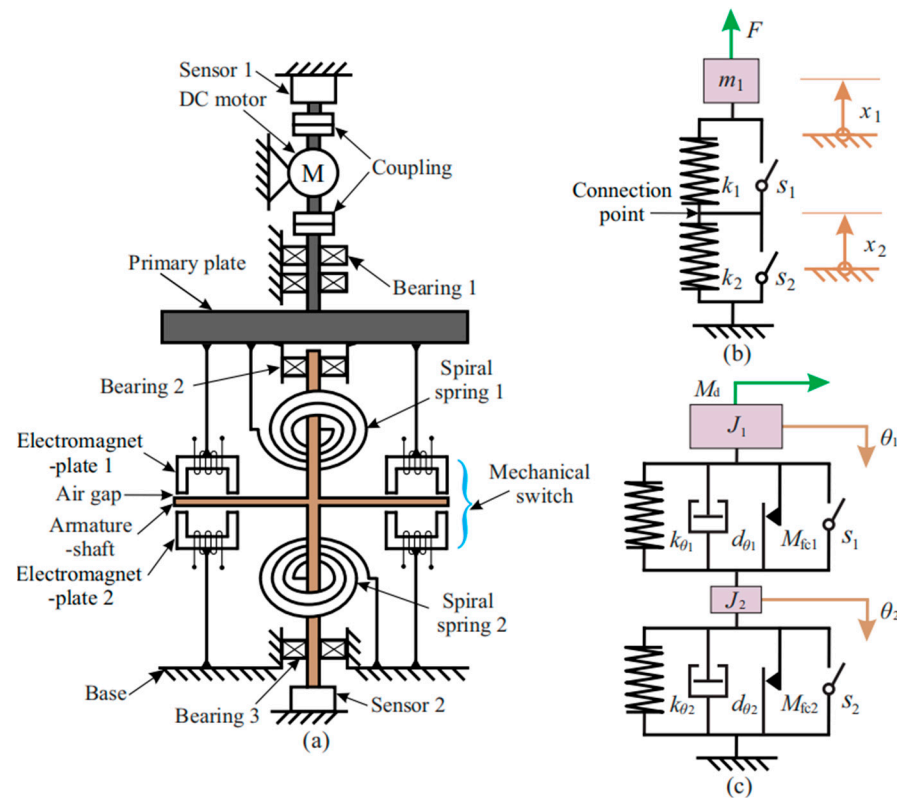 Sensor 1
DC motor
M
Coupling
Primary plate
Bearing 1
Bearing 2
Spiral
spring 1
Electromagnet
-plate 1
Air gap
Armature
-shaft
Electromagnet
-plate 2
Mechanical
switch
Spiral
spring 2
Base
Bearing 3
Sensor 2
(a)
F
m1
x1
k1
s1
Connection
point
x2
k2
s2
(b)
Md
J1
θ1
kθ1
dθ1
Mfc1
s1
J2
θ2
kθ2
dθ2
Mfc2
s2
(c)